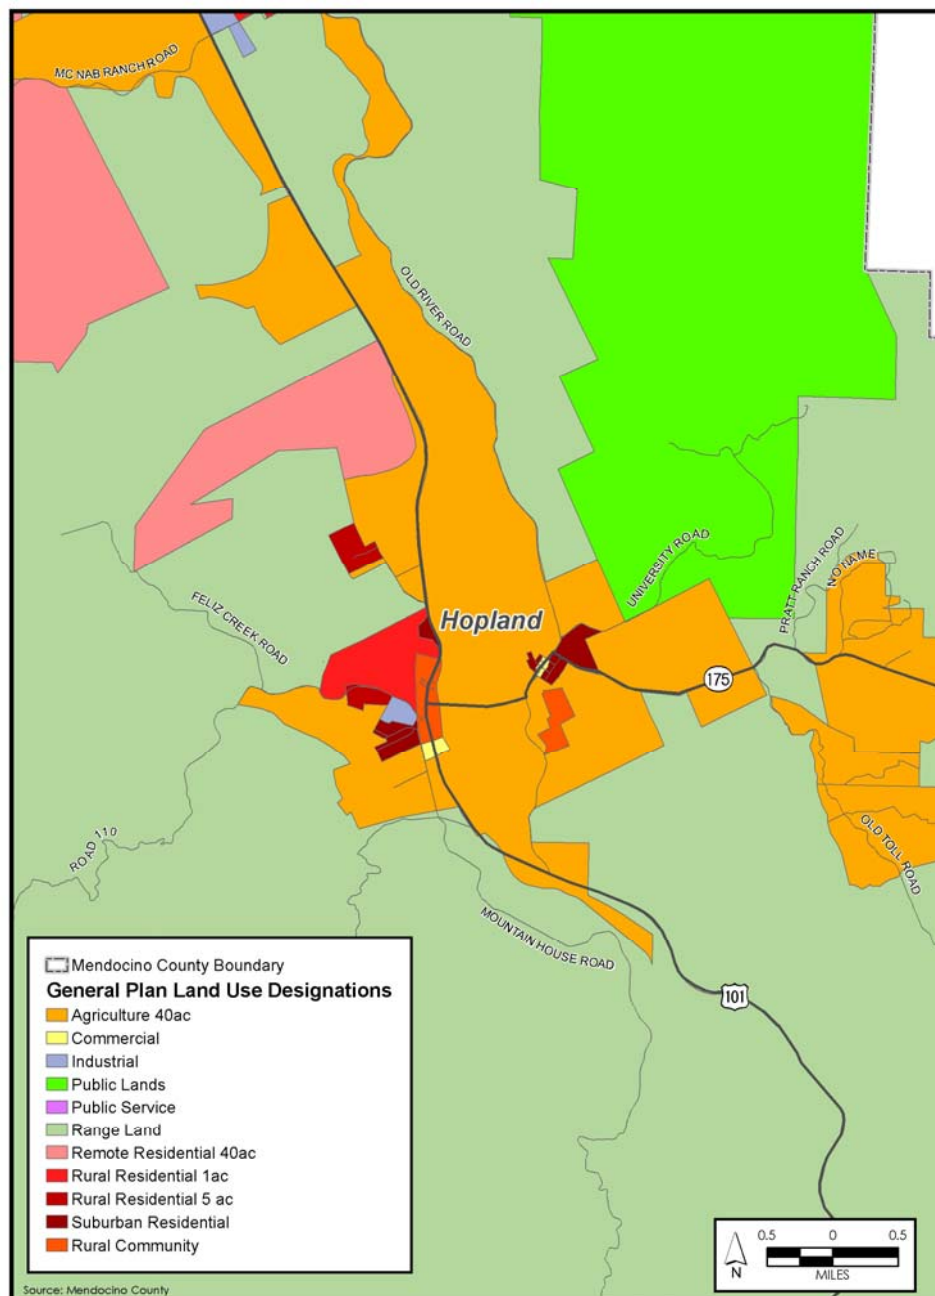 MC NAB RANCH ROAD
OLD RIVER ROAD
UNIVERSITY ROAD
PRATT RANCH ROAD
NO NAME
FELIZ CREEK ROAD
Hopland
175
OLD TOLL ROAD
ROAD 110
MOUNTAIN HOUSE ROAD
101
Mendocino County Boundary
General Plan Land Use Designations
Agriculture 40ac
Commercial
Industrial
Public Lands
Public Service
Range Land
Remote Residential 40ac
Rural Residential 1ac
Rural Residential 5 ac
Suburban Residential
Rural Community
N
0.5 0 0.5
MILES
Source: Mendocino County